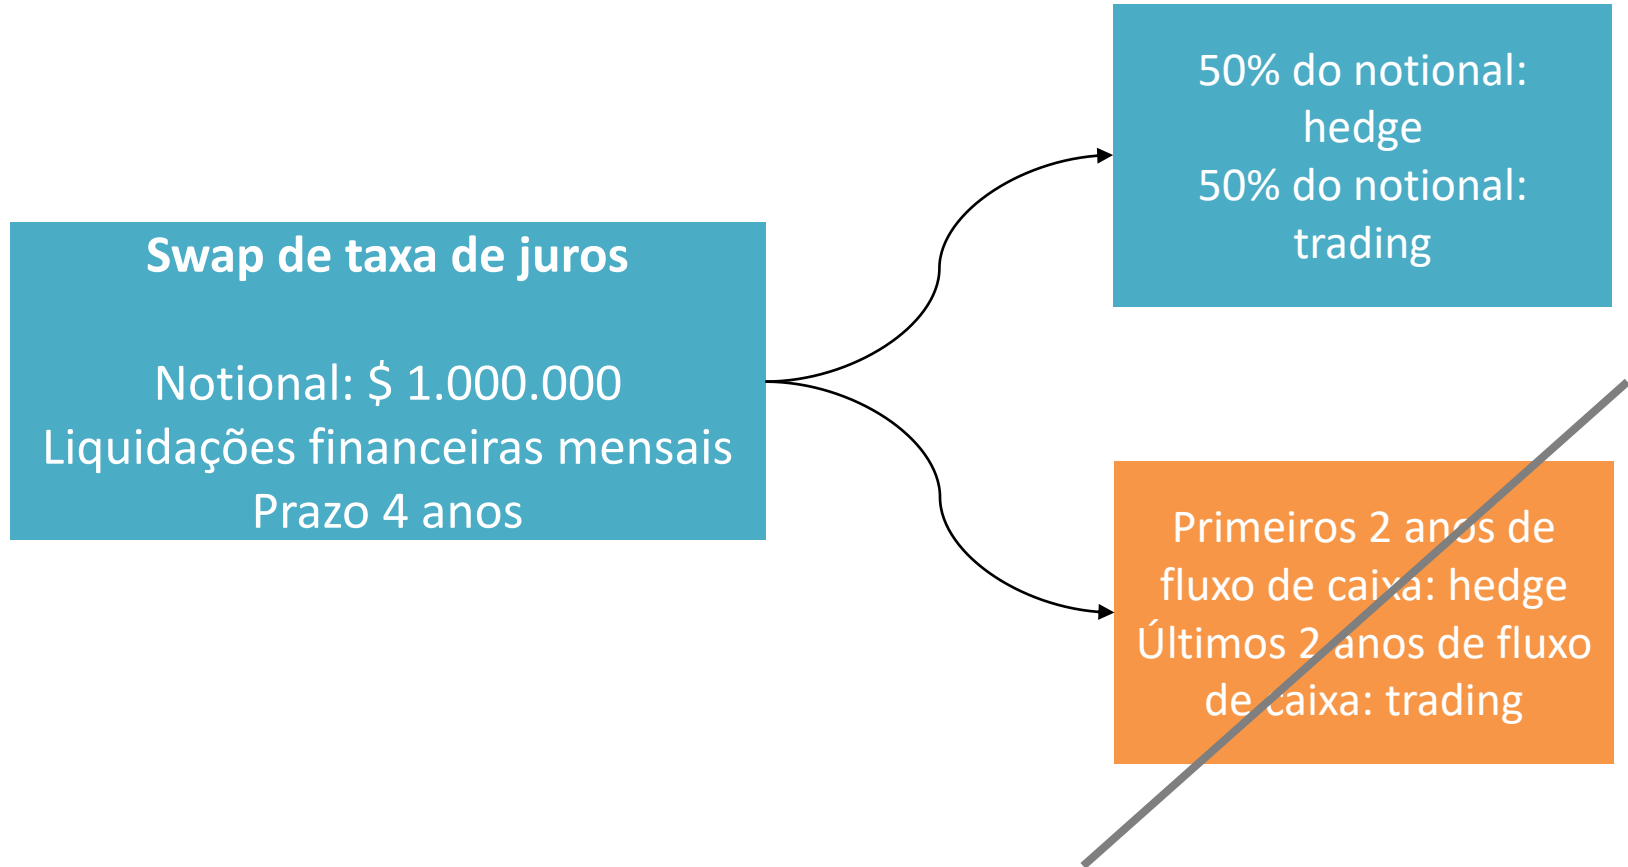 Swap de taxa de juros
Notional: $ 1.000.000
Liquidações financeiras mensais
Prazo 4 anos
50% do notional:
hedge
50% do notional:
trading
Primeiros 2 anos de
fluxo de caixa: hedge
Últimos 2 anos de fluxo
de caixa: trading